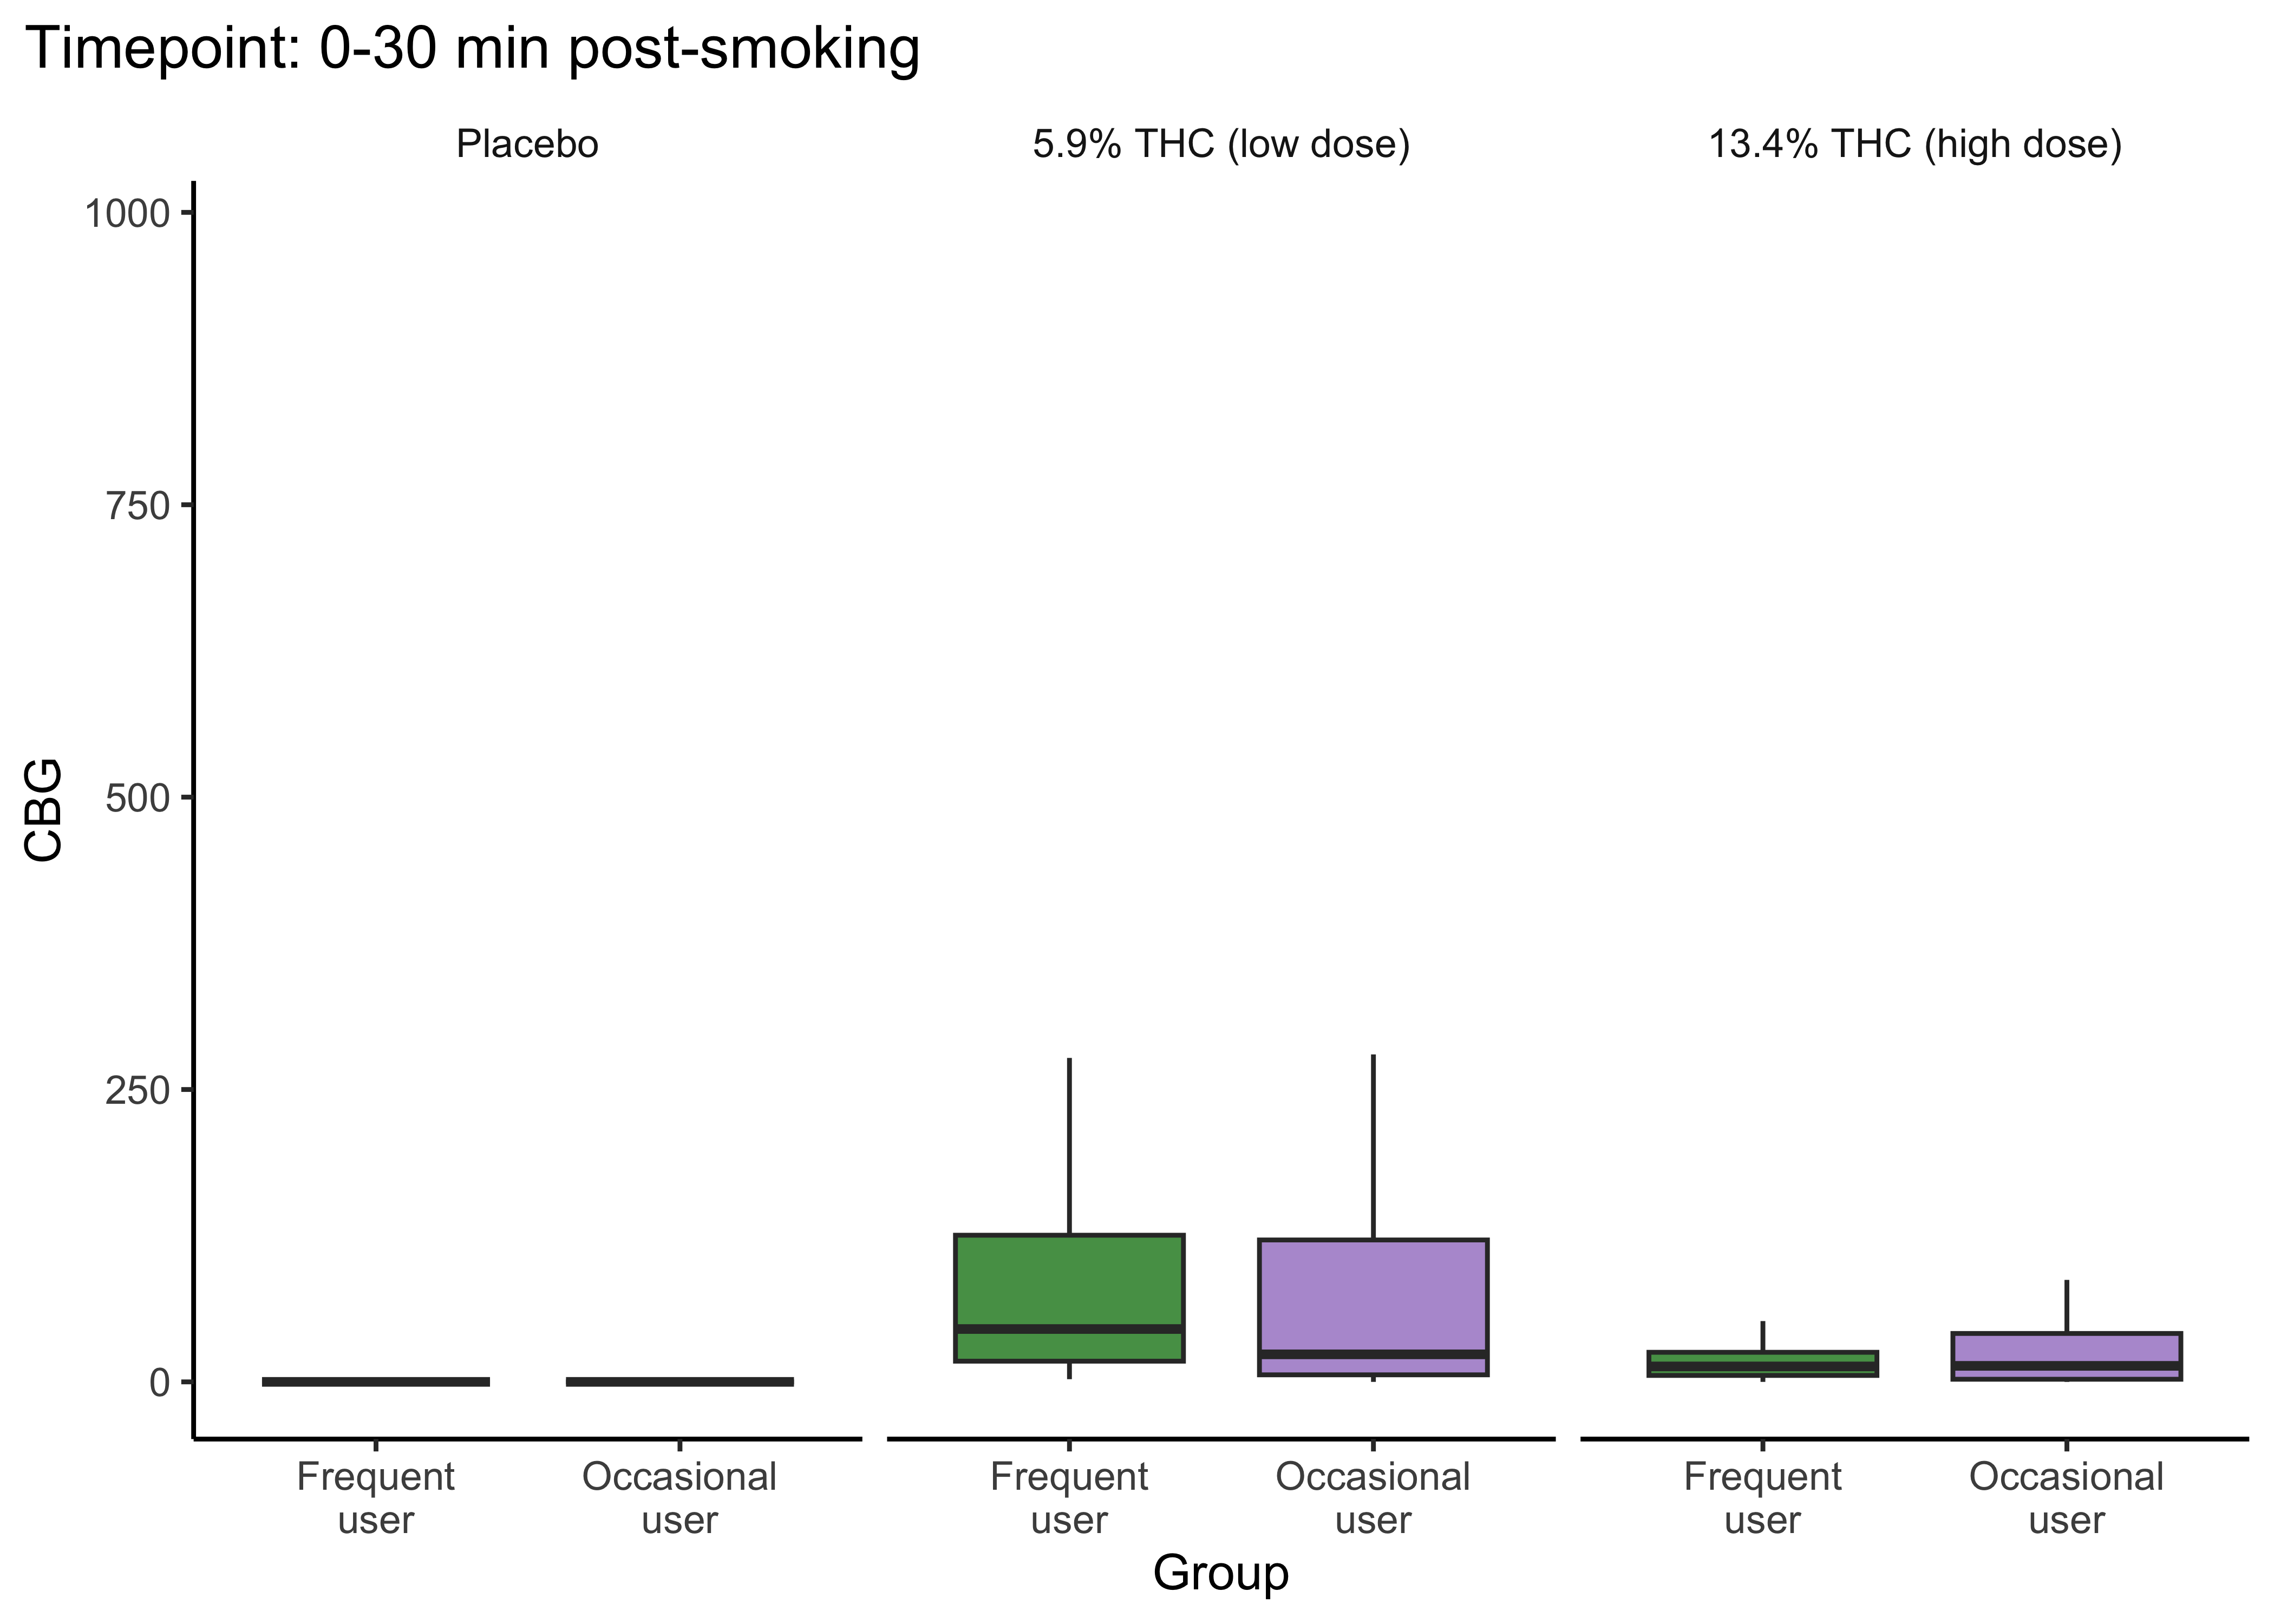 Timepoint: 0-30 min post-smoking
Placebo
5.9% THC (low dose)
13.4% THC (high dose)
1000
750
500
250
0
CBG
Frequent
user
Occasional
user
Frequent
user
Occasional
user
Frequent
user
Occasional
user
Group